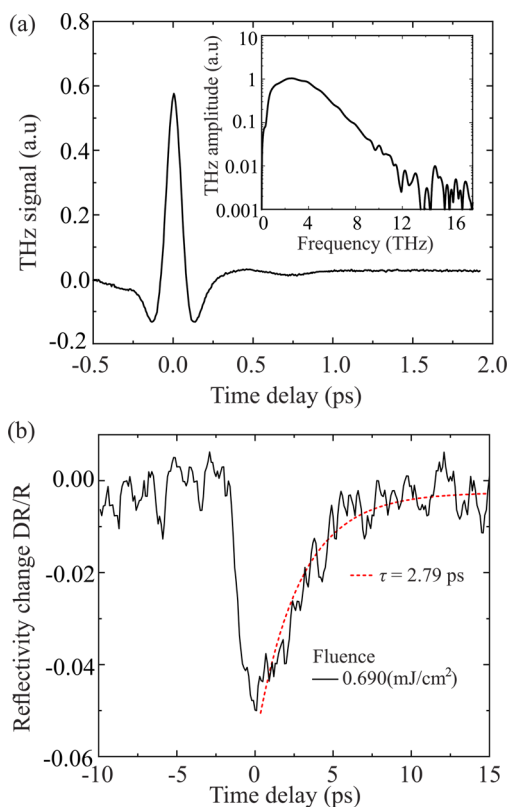 (a)
0.8
0.6
0.4
0.2
0.0
-0.2
THz signal (a.u)
-0.5 0.0 0.5 1.0 1.5 2.0
Time delay (ps)
10
1
0.1
0.01
0.001
THz amplitude (a.u)
0 4 8 12 16
Frequency (THz)
(b)
0.00
-0.02
-0.04
-0.06
Reflectivity change DR/R
τ = 2.79 ps
Fluence
0.690(mJ/cm²)
-10 -5 0 5 10 15
Time delay (ps)